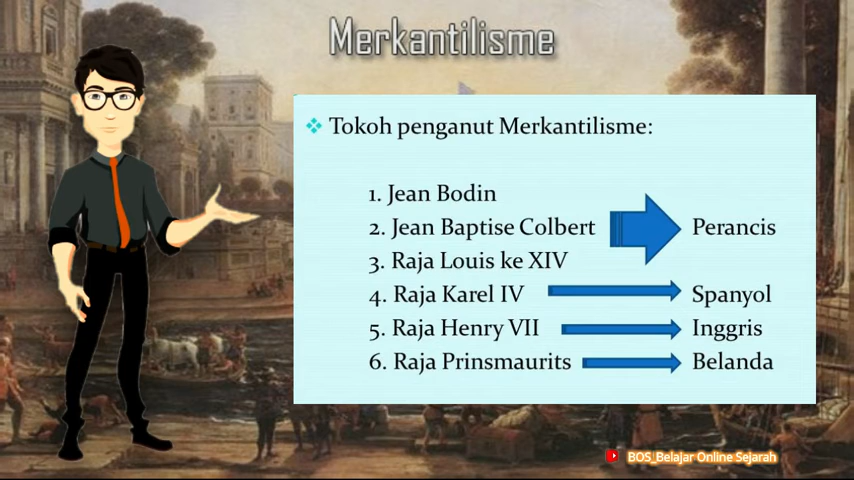 Merkantilisme
Tokoh penganut Merkantilisme:
1. Jean Bodin
2. Jean Baptise Colbert Perancis
3. Raja Louis ke XIV
4. Raja Karel IV Spanyol
5. Raja Henry VII Inggris
6. Raja Prinsmaurits Belanda
BOS_Belajar Online Sejarah